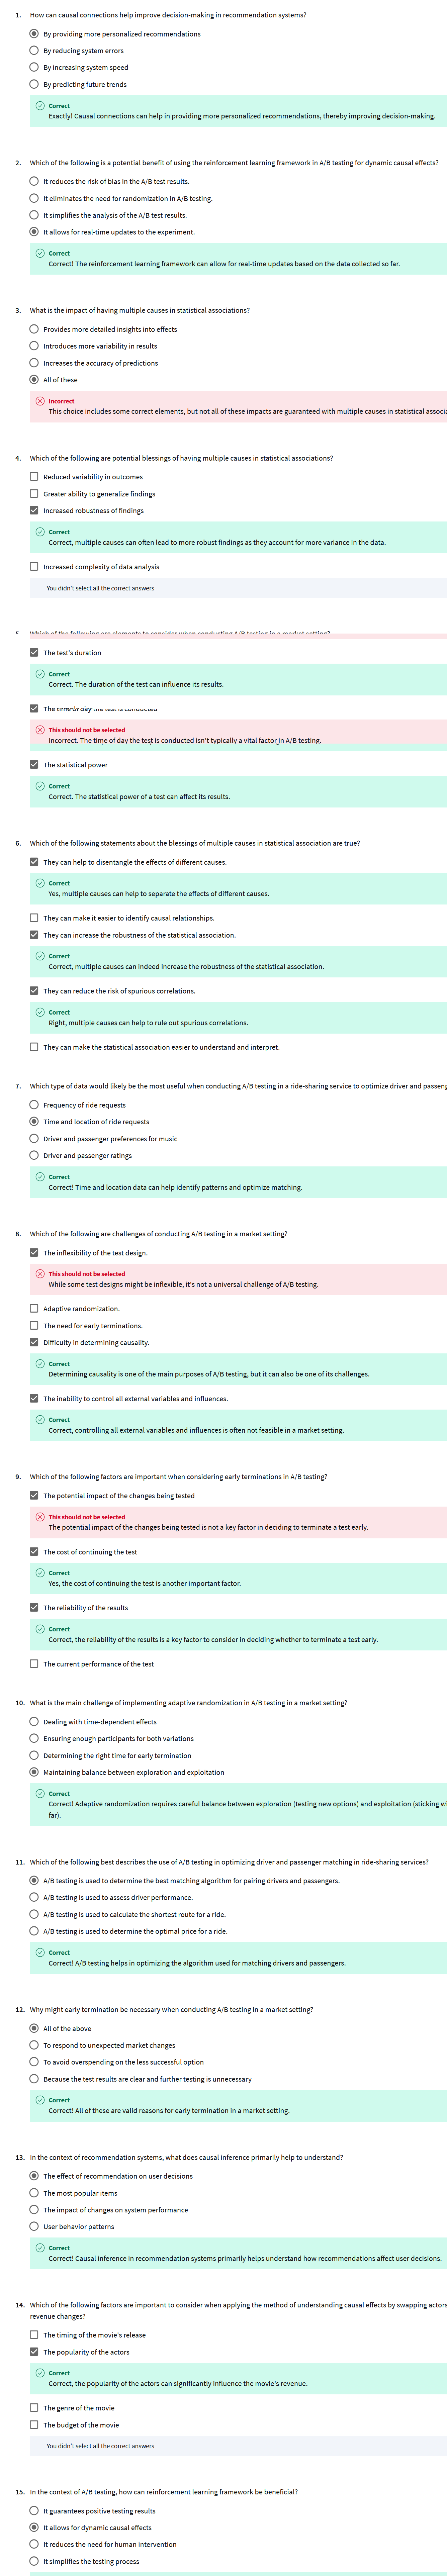 1. How can causal connections help improve decision-making in recommendation systems?
By providing more personalized recommendations
By reducing system errors
By increasing system speed
By predicting future trends
Correct
Exactly! Causal connections can help in providing more personalized recommendations, thereby improving decision-making.
2. Which of the following is a potential benefit of using the reinforcement learning framework in A/B testing for dynamic causal effects?
It reduces the risk of bias in the A/B test results.
It eliminates the need for randomization in A/B testing.
It simplifies the analysis of the A/B test results.
It allows for real-time updates to the experiment.
Correct
Correct! The reinforcement learning framework can allow for real-time updates based on the data collected so far.
3. What is the impact of having multiple causes in statistical associations?
Provides more detailed insights into effects
Introduces more variability in results
Increases the accuracy of predictions
All of these
Incorrect
This choice includes some correct elements, but not all of these impacts are guaranteed with multiple causes in statistical associa
4. Which of the following are potential blessings of having multiple causes in statistical associations?
Reduced variability in outcomes
Greater ability to generalize findings
Increased robustness of findings
Correct
Correct, multiple causes can often lead to more robust findings as they account for more variance in the data.
Increased complexity of data analysis
You didn't select all the correct answers
5. Which of the following are elements to consider when conducting A/B testing in a market setting?
The test's duration
Correct
Correct. The duration of the test can influence its results.
The
This should not be selected
Incorrect. The time of day the test is conducted isn't typically a vital factor in A/B testing.
The statistical power
Correct
Correct. The statistical power of a test can affect its results.
6. Which of the following statements about the blessings of multiple causes in statistical association are true?
They can help to disentangle the effects of different causes.
Correct
Yes, multiple causes can help to separate the effects of different causes.
They can make it easier to identify causal relationships.
They can increase the robustness of the statistical association.
Correct
Correct, multiple causes can indeed increase the robustness of the statistical association.
They can reduce the risk of spurious correlations.
Correct
Right, multiple causes can help to rule out spurious correlations.
They can make the statistical association easier to understand and interpret.
7. Which type of data would likely be the most useful when conducting A/B testing in a ride-sharing service to optimize driver and passeng
Frequency of ride requests
Time and location of ride requests
Driver and passenger preferences for music
Driver and passenger ratings
Correct
Correct! Time and location data can help identify patterns and optimize matching.
8. Which of the following are challenges of conducting A/B testing in a market setting?
The inflexibility of the test design.
This should not be selected
While some test designs might be inflexible, it's not a universal challenge of A/B testing.
Adaptive randomization.
The need for early terminations.
Difficulty in determining causality.
Correct
Determining causality is one of the main purposes of A/B testing, but it can also be one of its challenges.
The inability to control all external variables and influences.
Correct
Correct, controlling all external variables and influences is often not feasible in a market setting.
9. Which of the following factors are important when considering early terminations in A/B testing?
The potential impact of the changes being tested
This should not be selected
The potential impact of the changes being tested is not a key factor in deciding to terminate a test early.
The cost of continuing the test
Correct
Yes, the cost of continuing the test is another important factor.
The reliability of the results
Correct
Correct, the reliability of the results is a key factor to consider in deciding whether to terminate a test early.
The current performance of the test
10. What is the main challenge of implementing adaptive randomization in A/B testing in a market setting?
Dealing with time-dependent effects
Ensuring enough participants for both variations
Determining the right time for early termination
Maintaining balance between exploration and exploitation
Correct
Correct! Adaptive randomization requires careful balance between exploration (testing new options) and exploitation (sticking wi
far).
11. Which of the following best describes the use of A/B testing in optimizing driver and passenger matching in ride-sharing services?
A/B testing is used to determine the best matching algorithm for pairing drivers and passengers.
A/B testing is used to assess driver performance.
A/B testing is used to calculate the shortest route for a ride.
A/B testing is used to determine the optimal price for a ride.
Correct
Correct! A/B testing helps in optimizing the algorithm used for matching drivers and passengers.
12. Why might early termination be necessary when conducting A/B testing in a market setting?
All of the above
To respond to unexpected market changes
To avoid overspending on the less successful option
Because the test results are clear and further testing is unnecessary
Correct
Correct! All of these are valid reasons for early termination in a market setting.
13. In the context of recommendation systems, what does causal inference primarily help to understand?
The effect of recommendation on user decisions
The most popular items
The impact of changes on system performance
User behavior patterns
Correct
Correct! Causal inference in recommendation systems primarily helps understand how recommendations affect user decisions.
14. Which of the following factors are important to consider when applying the method of understanding causal effects by swapping actors
revenue changes?
The timing of the movie's release
The popularity of the actors
Correct
Correct, the popularity of the actors can significantly influence the movie's revenue.
The genre of the movie
The budget of the movie
You didn't select all the correct answers
15. In the context of A/B testing, how can reinforcement learning framework be beneficial?
It guarantees positive testing results
It allows for dynamic causal effects
It reduces the need for human intervention
It simplifies the testing process